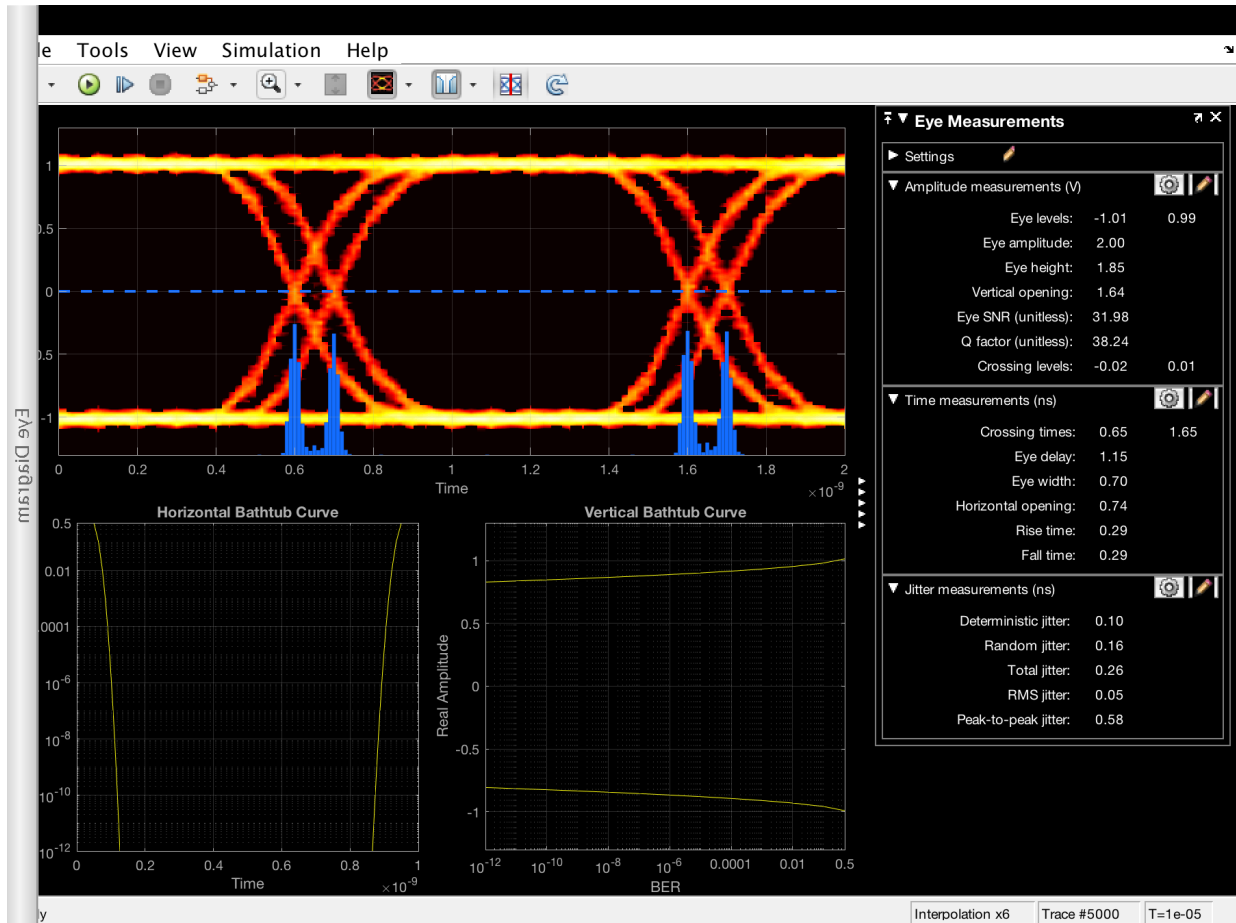 le Tools View Simulation Help
Eye Measurements
Settings
Amplitude measurements (V)
Eye levels: -1.01 0.99
Eye amplitude: 2.00
Eye height: 1.85
Vertical opening: 1.64
Eye SNR (unitless): 31.98
Q factor (unitless): 38.24
Crossing levels: -0.02 0.01
Time measurements (ns)
Crossing times: 0.65 1.65
Eye delay: 1.15
Eye width: 0.70
Horizontal opening: 0.74
Rise time: 0.29
Fall time: 0.29
Jitter measurements (ns)
Deterministic jitter: 0.10
Random jitter: 0.16
Total jitter: 0.26
RMS jitter: 0.05
Peak-to-peak jitter: 0.58
Eye Diagram
1
0.5
0
0.5
-1
0 0.2 0.4 0.6 0.8 1 1.2 1.4 1.6 1.8 2
Time
×10⁻⁹
Horizontal Bathtub Curve
0.5
0.01
.0001
10⁻⁶
10⁻⁸
10⁻¹⁰
10⁻¹²
0 0.2 0.4 0.6 0.8 1
Time
×10⁻⁹
Vertical Bathtub Curve
Real Amplitude
1
0.5
0
-0.5
-1
10⁻¹² 10⁻¹⁰ 10⁻⁸ 10⁻⁶ 0.0001 0.01 0.5
BER
ly
Interpolation x6 Trace #5000 T=1e-05